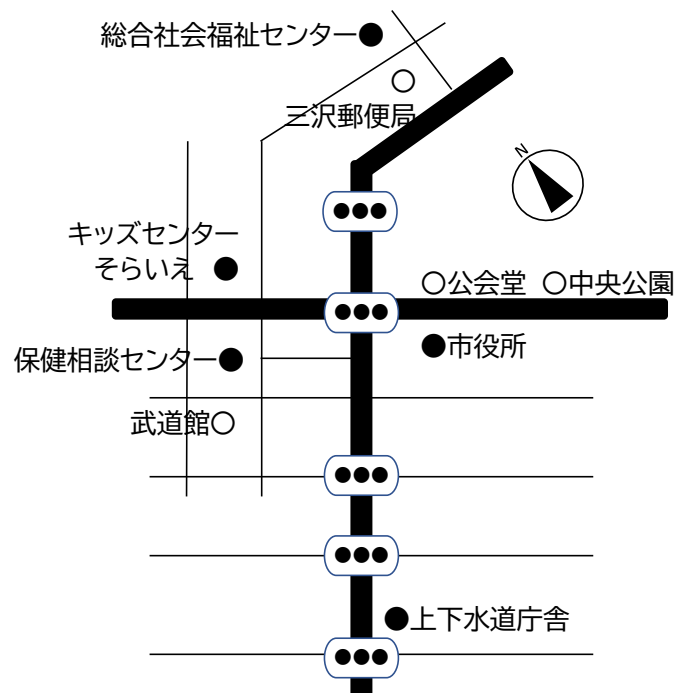 総合社会福祉センター
三沢郵便局
N
キッズセンター
そらいえ
公会堂
中央公園
市役所
保健相談センター
武道館
上下水道庁舎